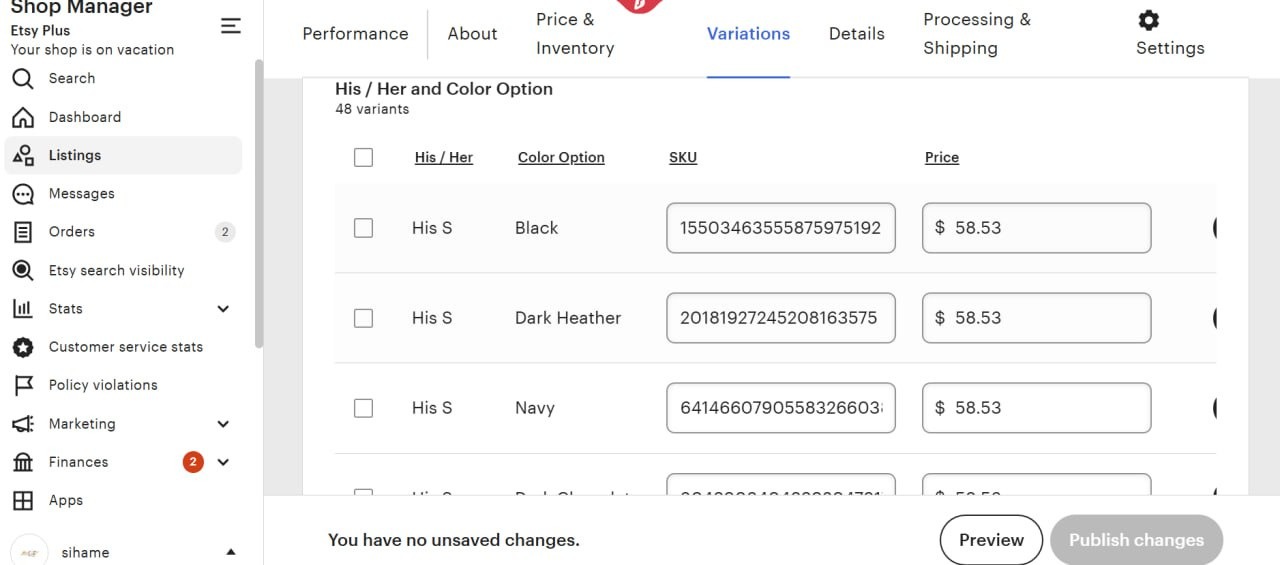 Shop Manager
Etsy Plus
Your shop is on vacation
Search
Dashboard
Listings
Messages
Orders 2
Etsy search visibility
Stats
Customer service stats
Policy violations
Marketing
Finances 2
Apps
sihame
Performance
About
Price &
Inventory
Variations
Details
Processing &
Shipping
Settings
His / Her and Color Option
48 variants
His / Her Color Option SKU Price
His S Black 15503463555875975192 $ 58.53
His S Dark Heather 20181927245208163575 $ 58.53
His S Navy 6414660790558326603 $ 58.53
You have no unsaved changes.
Preview
Publish changes